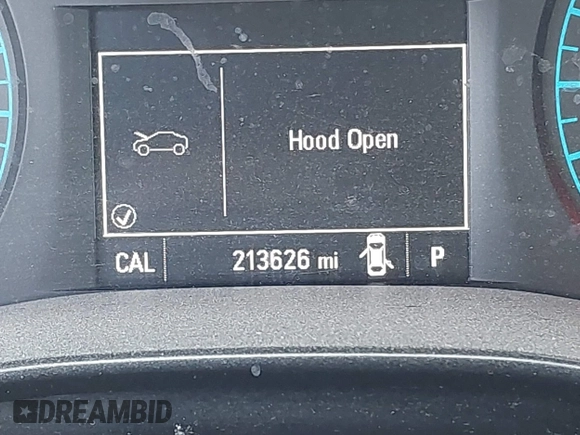 Hood Open
CAL 213626 mi P
DREAMBID